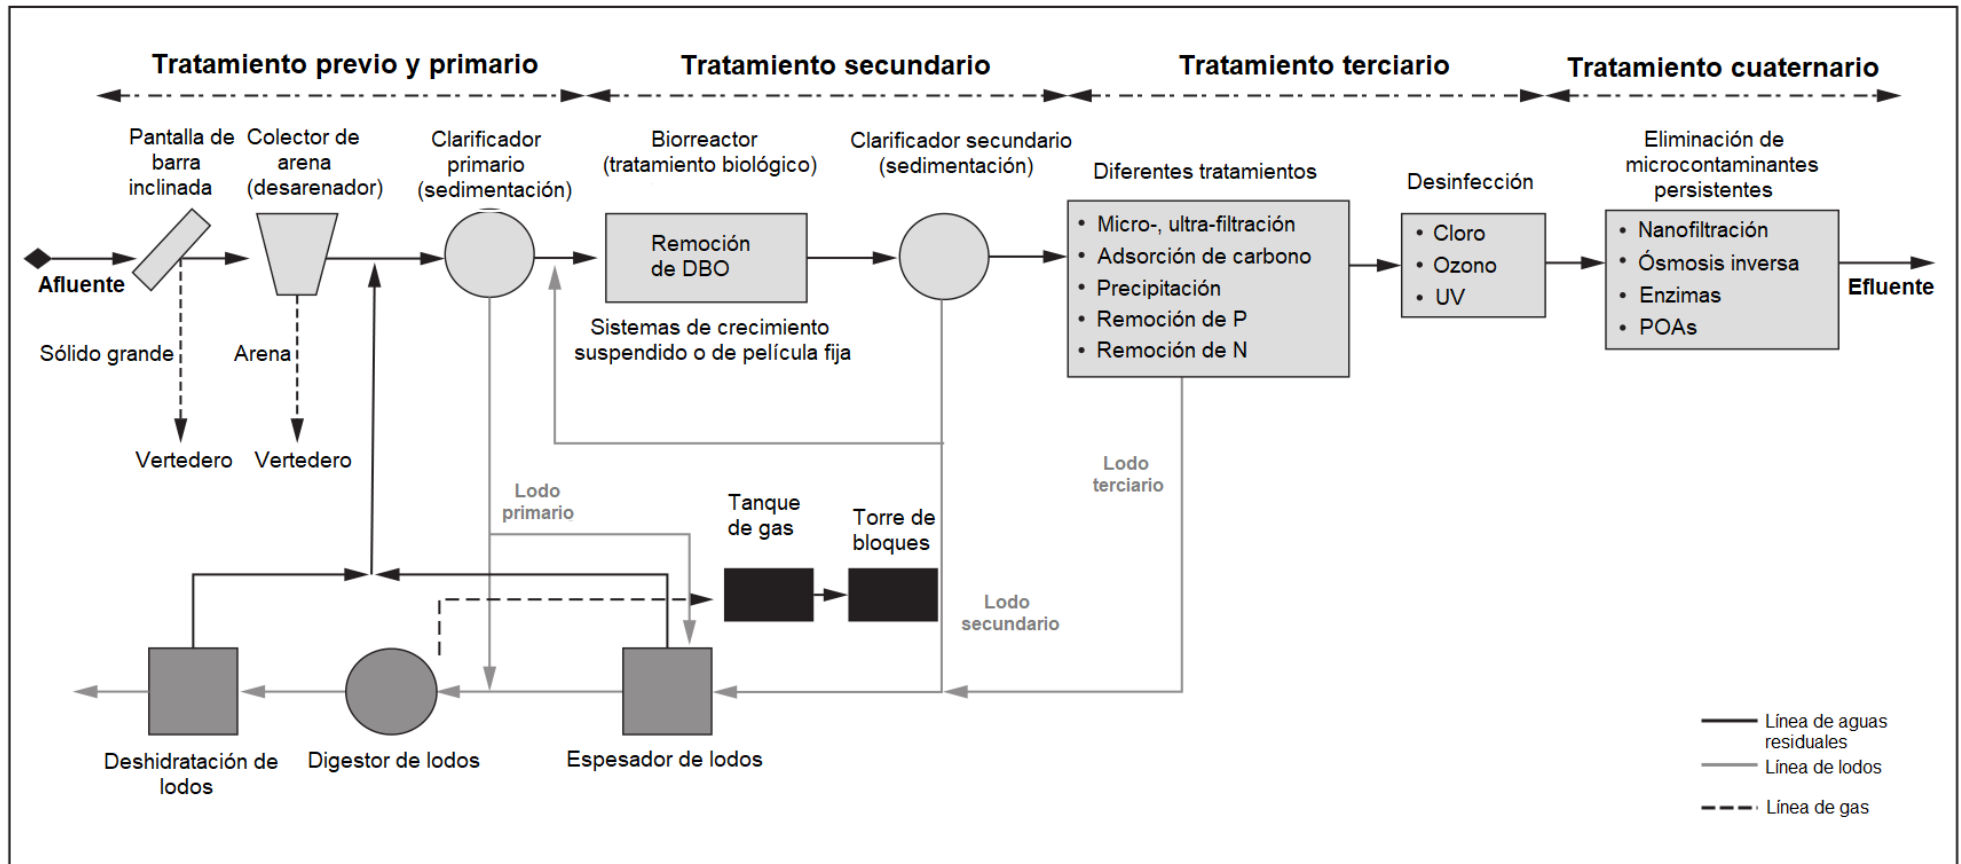 Tratamiento previo y primario
Tratamiento secundario
Tratamiento terciario
Tratamiento cuaternario
Pantalla de
barra
inclinada
Colector de
arena
(desarenador)
Clarificador
primario
(sedimentación)
Biorreactor
(tratamiento biológico)
Clarificador secundario
(sedimentación)
Diferentes tratamientos
Desinfección
Eliminación de
microcontaminantes
persistentes
Afluente
Remoción
de DBO
• Micro-, ultra-filtración
• Adsorción de carbono
• Precipitación
• Remoción de P
• Remoción de N
• Cloro
• Ozono
• UV
• Nanofiltración
• Ósmosis inversa
• Enzimas
• POAs
Efluente
Sistemas de crecimiento
suspendido o de película fija
Sólido grande
Arena
Vertedero
Vertedero
Lodo
primario
Tanque
de gas
Torre de
bloques
Lodo
terciario
Lodo
secundario
Deshidratación de
lodos
Digestor de lodos
Espesador de lodos
Línea de aguas
residuales
Línea de lodos
Línea de gas